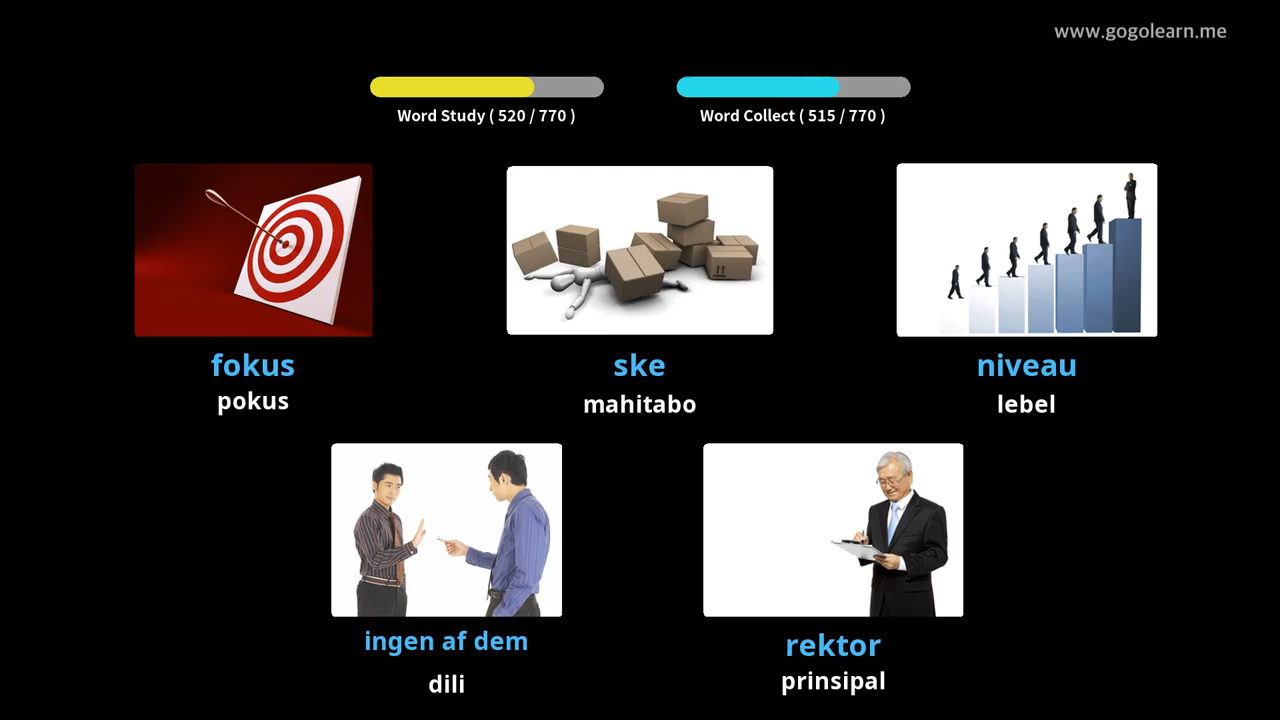 www.gogolearn.me
Word Study ( 520 / 770 )
Word Collect ( 515 / 770 )
fokus
pokus
ske
mahitabo
niveau
lebel
ingen af dem
dili
rektor
prinsipal